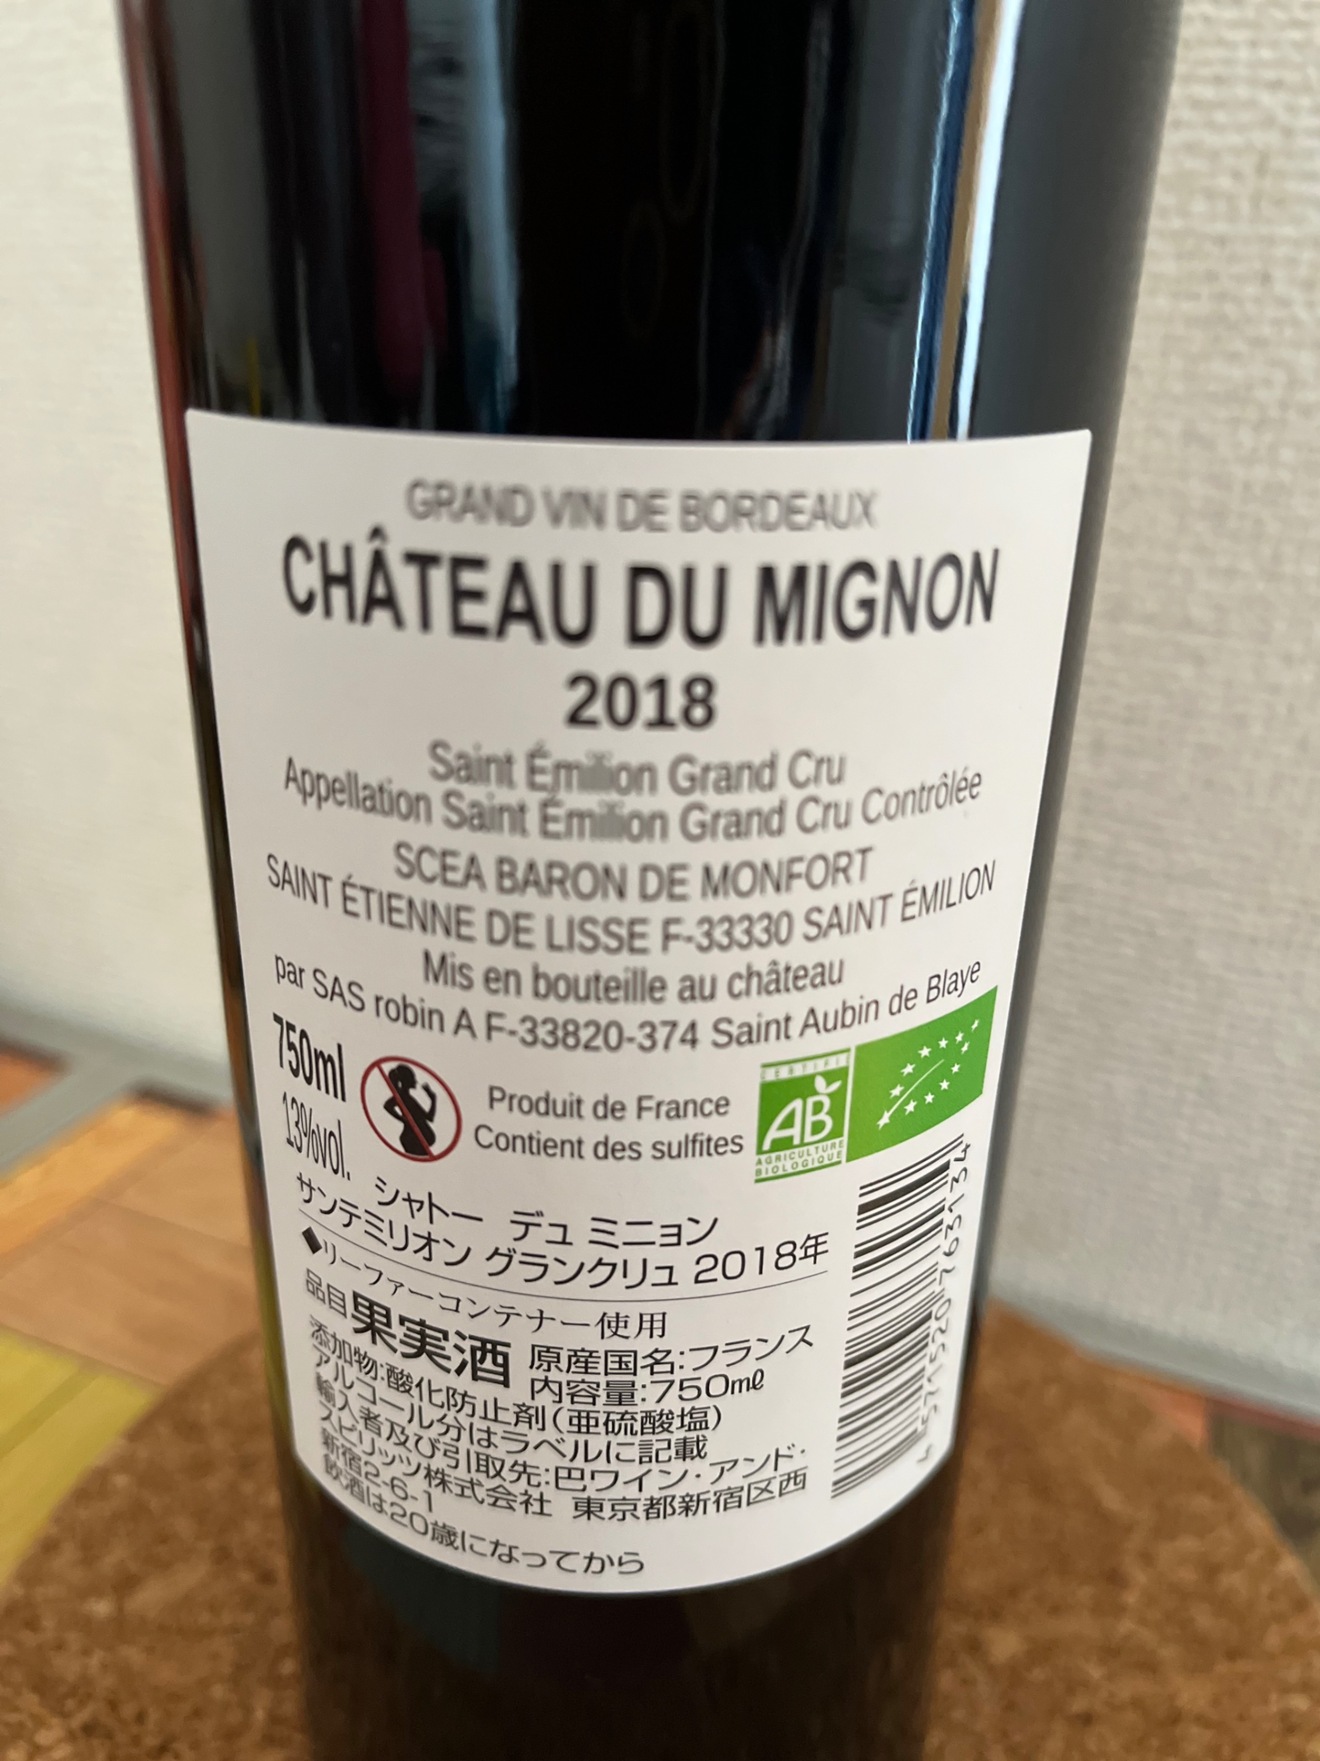 GRAND VIN DE BORDEAUX
CHÂTEAU DU MIGNON
2018
Saint Émilion Grand Cru
Appellation Saint Émilion Grand Cru Contrôlée
SCEA BARON DE MONFORT
SAINT ÉTIENNE DE LISSE F-33330 SAINT ÉMILION
Mis en bouteille au château
par SAS robin A F-33820-374 Saint Aubin de Blaye
750ml
13%vol.
Produit de France
Contient des sulfites
CERTIFIÉ
AB
AGRICULTURE
BIOLOGIQUE
シャトー デュ ミニョン
サンテミリオン グランクリュ 2018年
◆リーファーコンテナー使用
品目 果実酒
原産国名:フランス
内容量:750mℓ
添加物:酸化防止剤(亜硫酸塩)
アルコール分はラベルに記載
輸入者及び引取先:巴ワイン・アンド・
スピリッツ株式会社 東京都新宿区西
新宿2-6-1
飲酒は20歳になってから
4571520763134